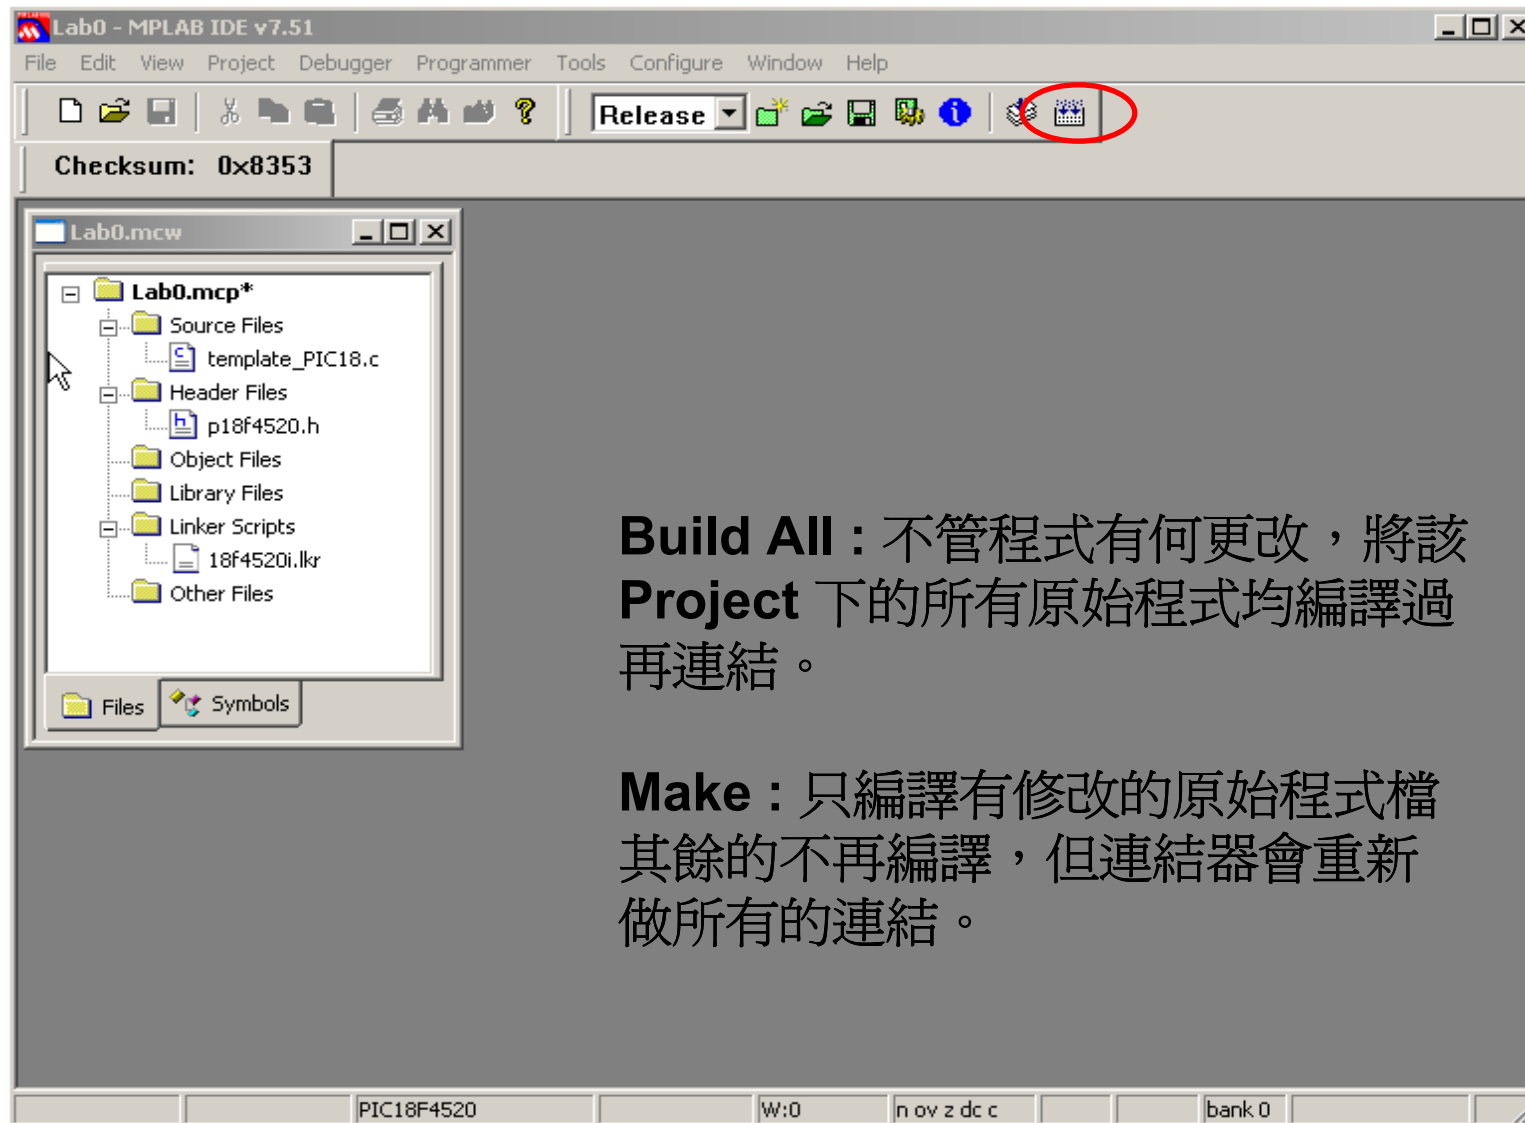 Lab0 - MPLAB IDE v7.51
File Edit View Project Debugger Programmer Tools Configure Window Help
Release
Checksum: 0x8353
Lab0.mcw
Lab0.mcp*
Source Files
template_PIC18.c
Header Files
p18f4520.h
Object Files
Library Files
Linker Scripts
18f4520i.lkr
Other Files
Files Symbols
Build All : 不管程式有何更改，將該
Project 下的所有原始程式均編譯過
再連結。
Make : 只編譯有修改的原始程式檔
其餘的不再編譯，但連結器會重新
做所有的連結。
PIC18F4520 W:0 n ov z dc c bank 0